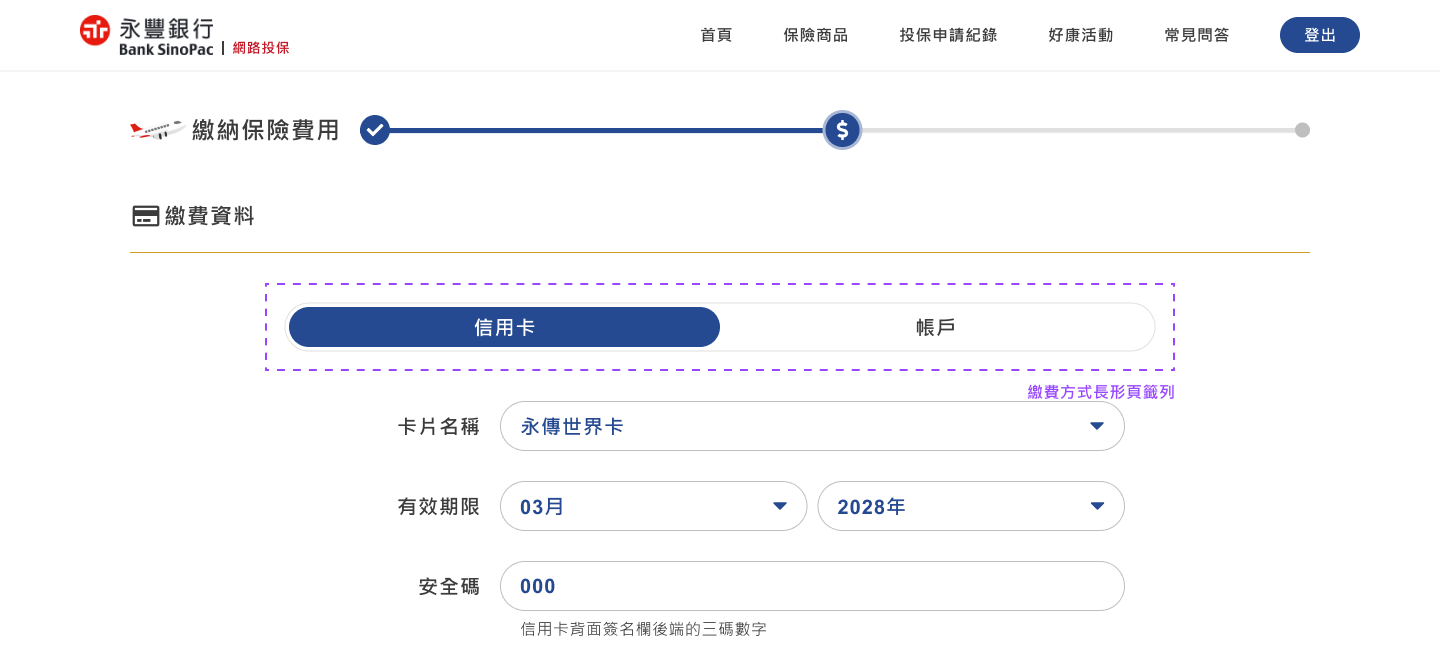 永豐銀行
Bank SinoPac | 網路投保
首頁
保險商品
投保申請紀錄
好康活動
常見問答
登出
繳納保險費用
$
繳費資料
信用卡
帳戶
繳費方式長形頁籤列
卡片名稱
永傳世界卡
有效期限
03月
2028年
安全碼
000
信用卡背面簽名欄後端的三碼數字